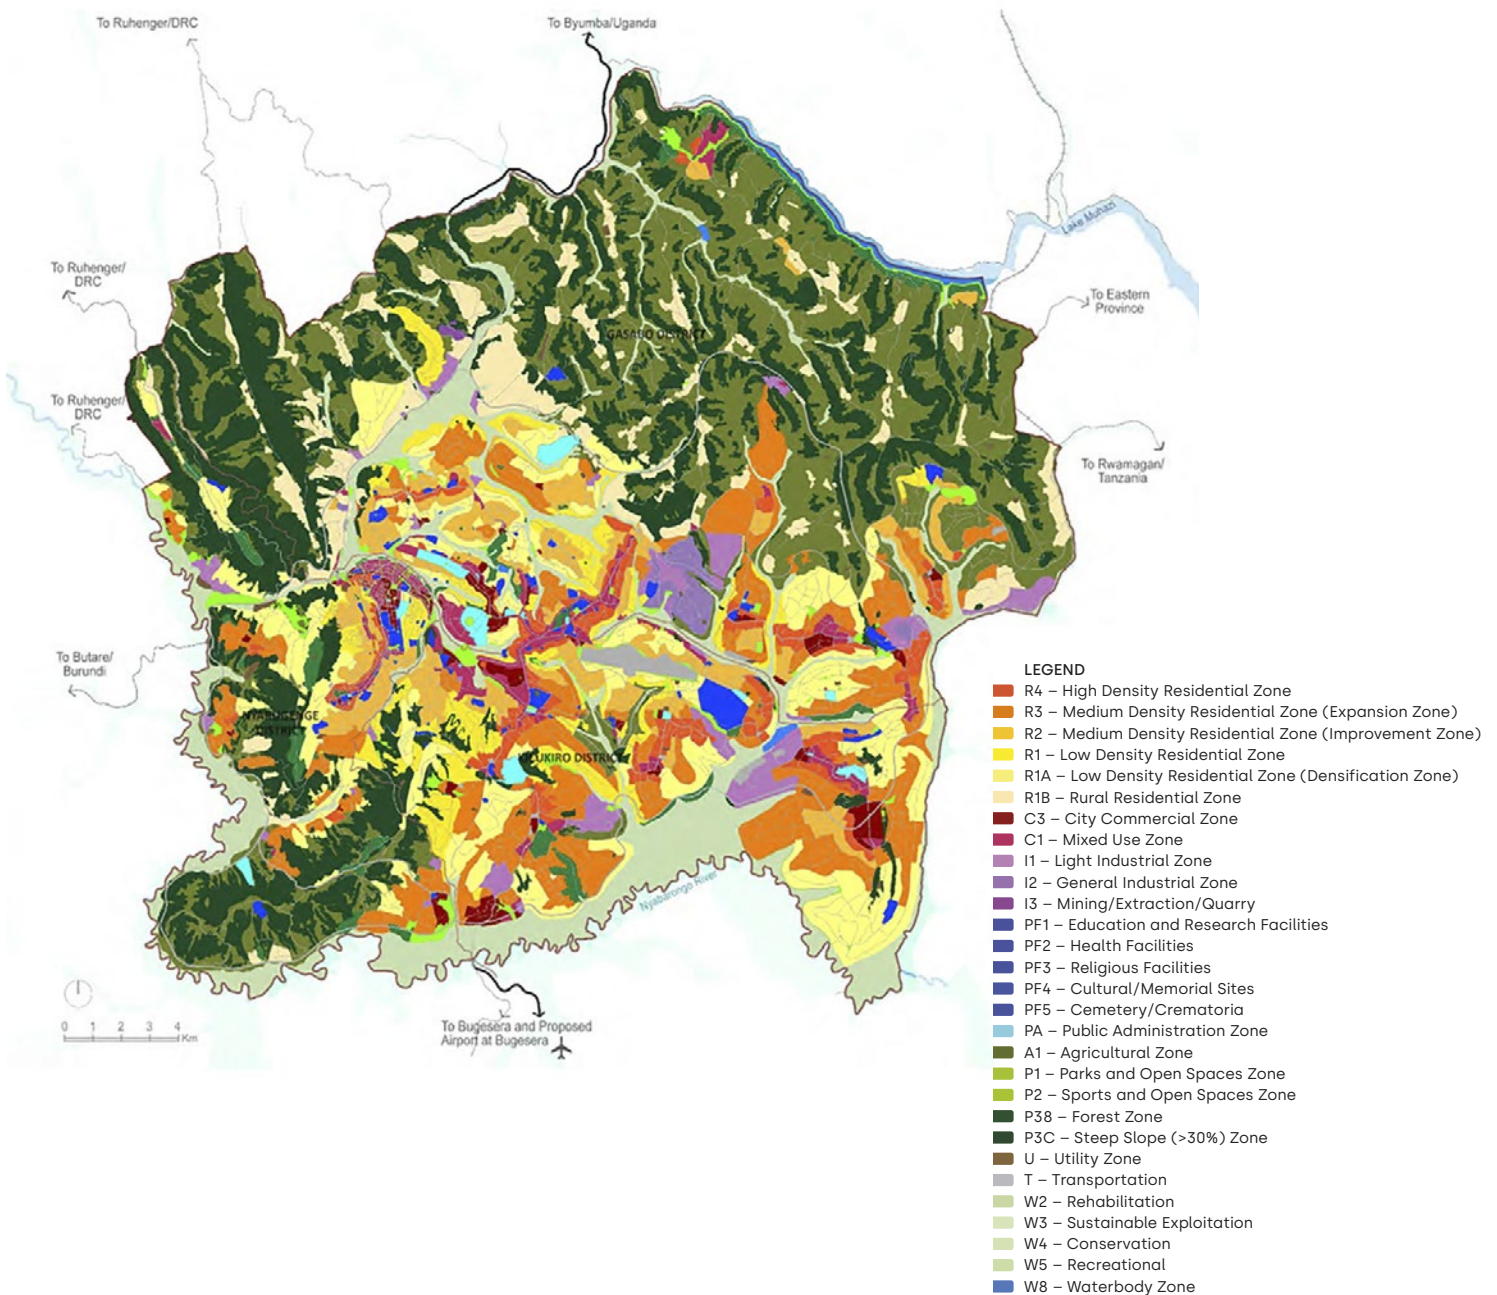 To Ruhenger/DRC
To Byumba/Uganda
Lake Muhazi
To Ruhenger/
DRC
To Eastern
Province
GASABO DISTRICT
To Ruhenger/
DRC
To Rwamagan/
Tanzania
To Butare/
Burundi
NYARUGENGE
DISTRICT
KICUKIRO DISTRICT
Nyabarongo River
0 1 2 3 4
Km
To Bugesera and Proposed
Airport at Bugesera
LEGEND
R4 – High Density Residential Zone
R3 – Medium Density Residential Zone (Expansion Zone)
R2 – Medium Density Residential Zone (Improvement Zone)
R1 – Low Density Residential Zone
R1A – Low Density Residential Zone (Densification Zone)
R1B – Rural Residential Zone
C3 – City Commercial Zone
C1 – Mixed Use Zone
I1 – Light Industrial Zone
I2 – General Industrial Zone
I3 – Mining/Extraction/Quarry
PF1 – Education and Research Facilities
PF2 – Health Facilities
PF3 – Religious Facilities
PF4 – Cultural/Memorial Sites
PF5 – Cemetery/Crematoria
PA – Public Administration Zone
A1 – Agricultural Zone
P1 – Parks and Open Spaces Zone
P2 – Sports and Open Spaces Zone
P38 – Forest Zone
P3C – Steep Slope (>30%) Zone
U – Utility Zone
T – Transportation
W2 – Rehabilitation
W3 – Sustainable Exploitation
W4 – Conservation
W5 – Recreational
W8 – Waterbody Zone